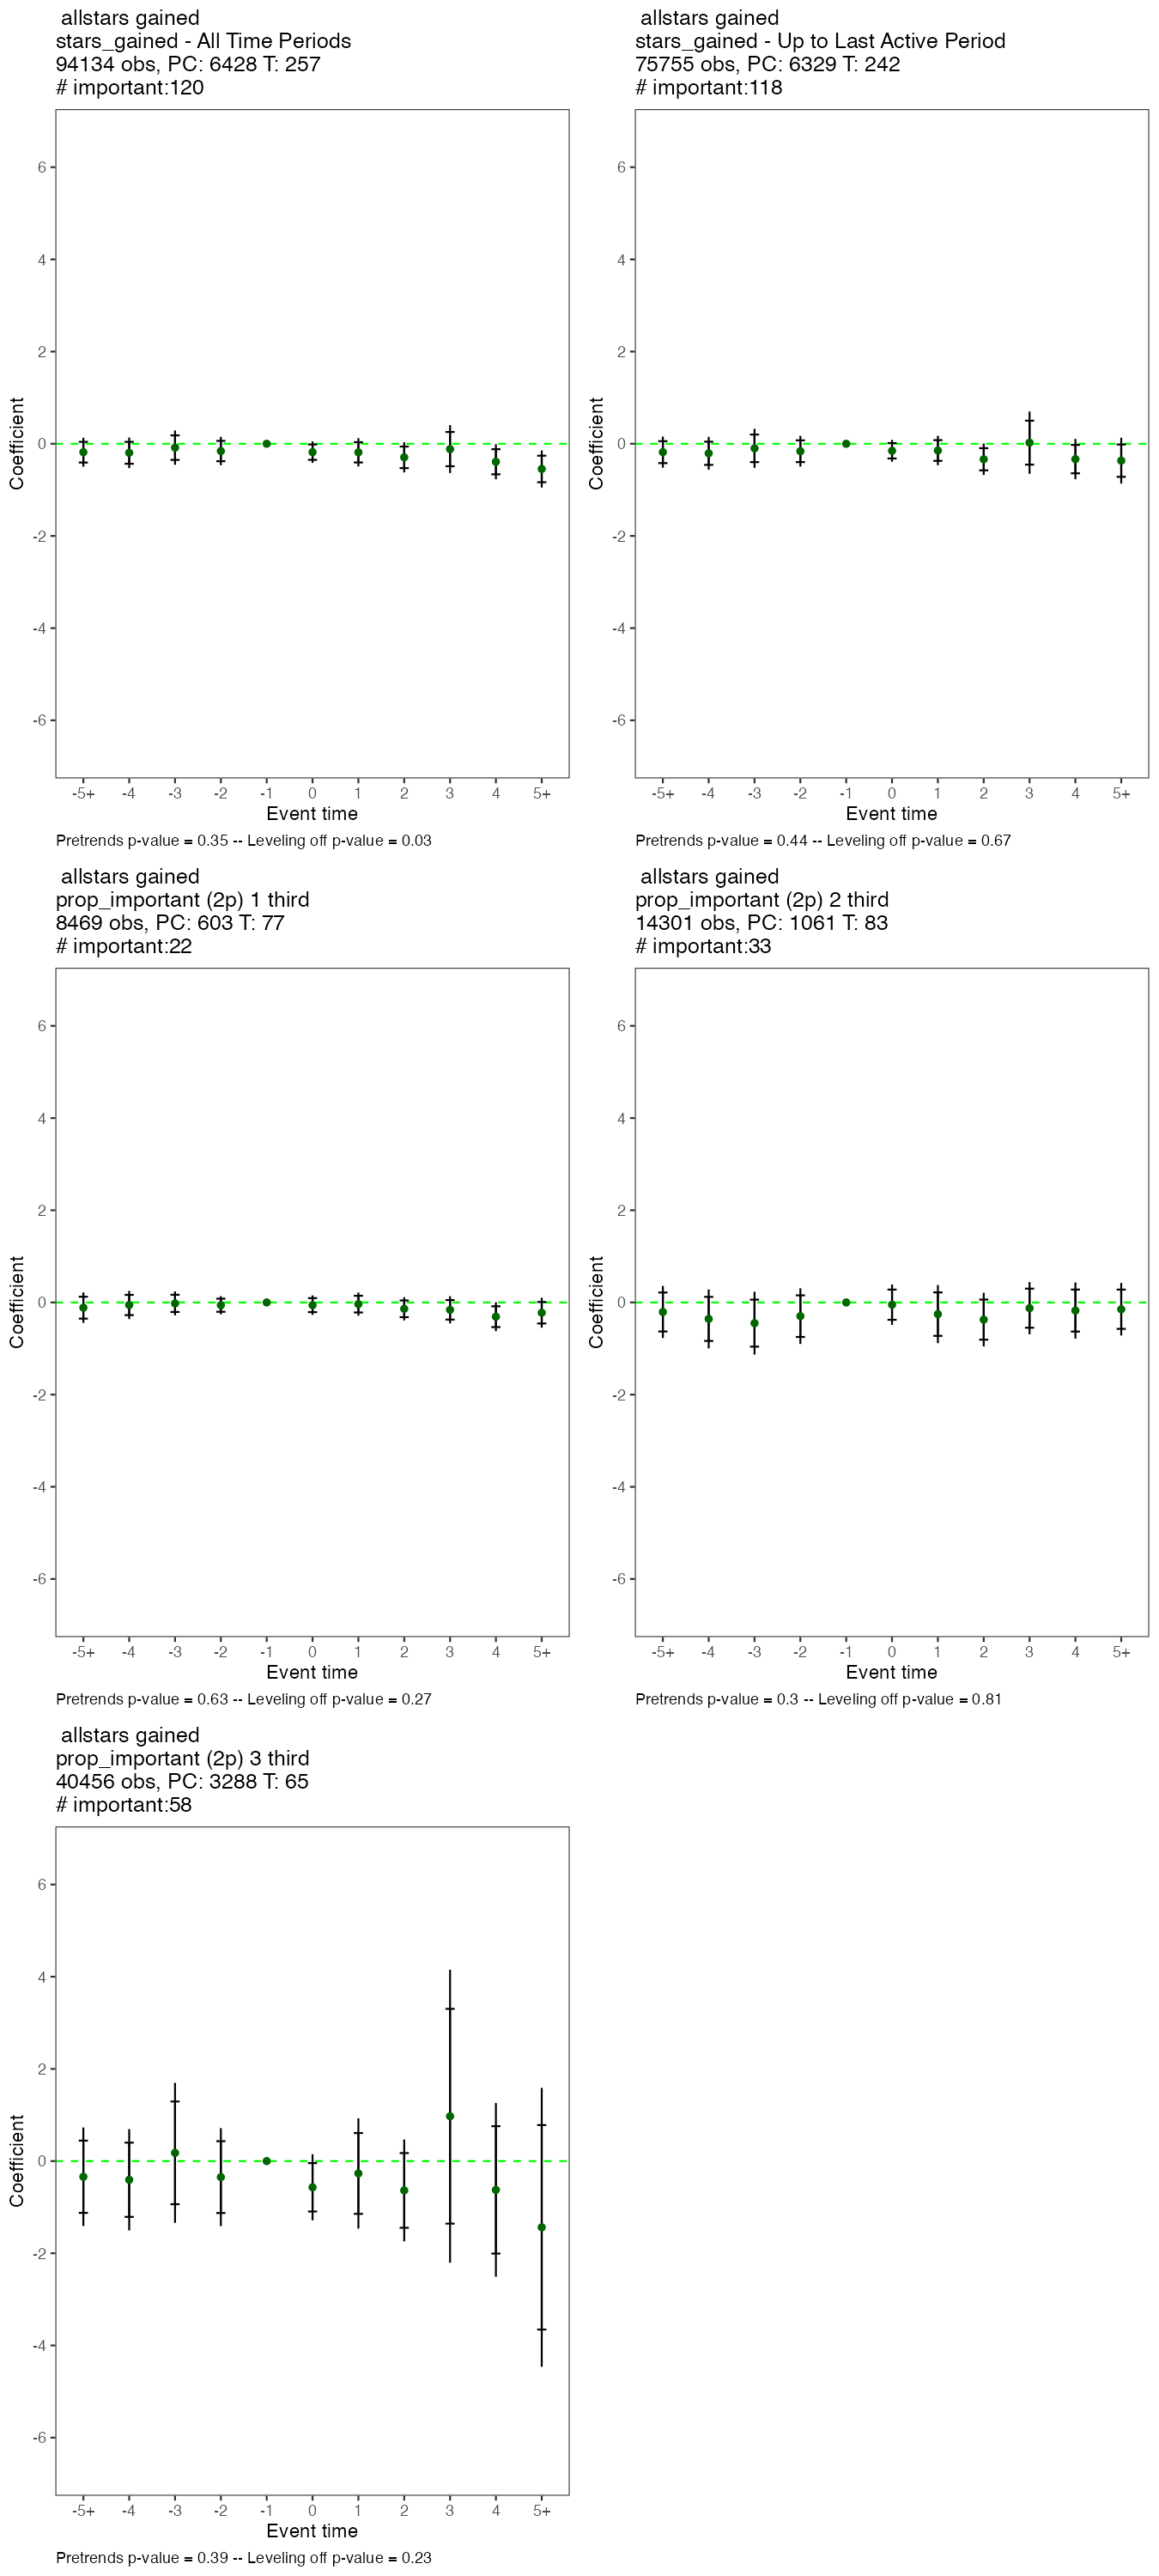 allstars gained
stars_gained - All Time Periods
94134 obs, PC: 6428 T: 257
# important:120
6
4
2
0
-2
-4
-6
Coefficient
-5+ -4 -3 -2 -1 0 1 2 3 4 5+
Event time
Pretrends p-value = 0.35 -- Leveling off p-value = 0.03
allstars gained
stars_gained - Up to Last Active Period
75755 obs, PC: 6329 T: 242
# important:118
6
4
2
0
-2
-4
-6
Coefficient
-5+ -4 -3 -2 -1 0 1 2 3 4 5+
Event time
Pretrends p-value = 0.44 -- Leveling off p-value = 0.67
allstars gained
prop_important (2p) 1 third
8469 obs, PC: 603 T: 77
# important:22
6
4
2
0
-2
-4
-6
Coefficient
-5+ -4 -3 -2 -1 0 1 2 3 4 5+
Event time
Pretrends p-value = 0.63 -- Leveling off p-value = 0.27
allstars gained
prop_important (2p) 2 third
14301 obs, PC: 1061 T: 83
# important:33
6
4
2
0
-2
-4
-6
Coefficient
-5+ -4 -3 -2 -1 0 1 2 3 4 5+
Event time
Pretrends p-value = 0.3 -- Leveling off p-value = 0.81
allstars gained
prop_important (2p) 3 third
40456 obs, PC: 3288 T: 65
# important:58
6
4
2
0
-2
-4
-6
Coefficient
-5+ -4 -3 -2 -1 0 1 2 3 4 5+
Event time
Pretrends p-value = 0.39 -- Leveling off p-value = 0.23